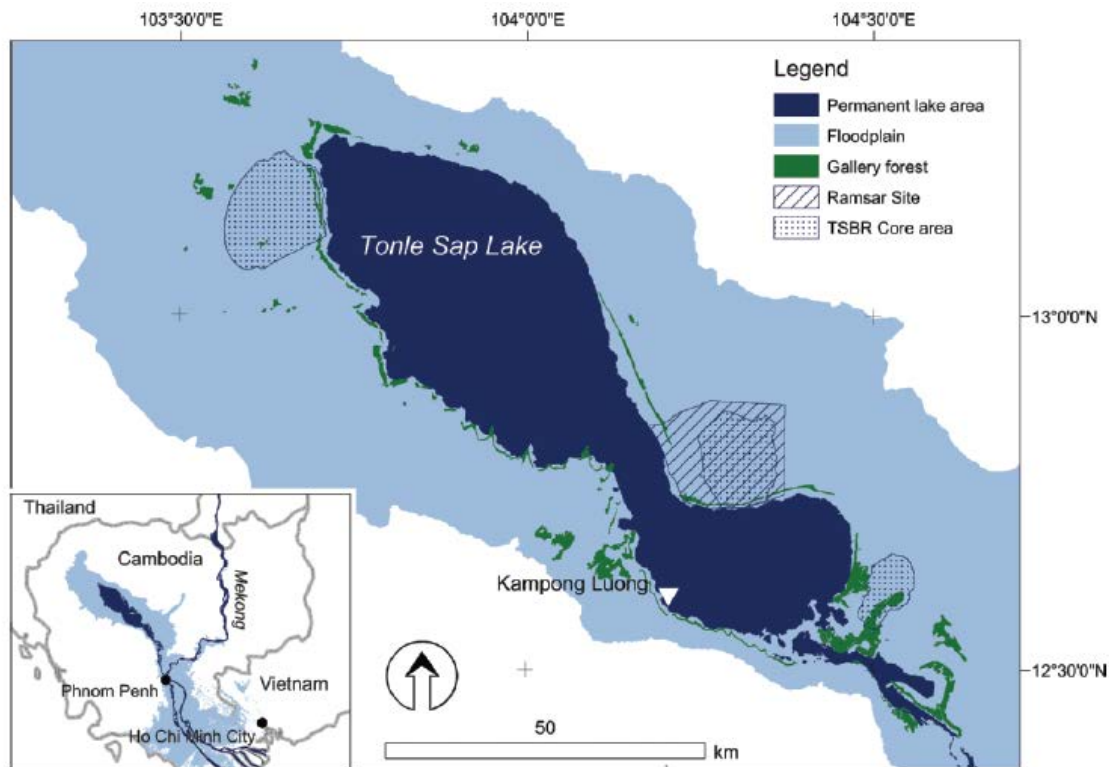 103°30'0"E
104°0'0"E
104°30'0"E
Legend
Permanent lake area
Floodplain
Gallery forest
Ramsar Site
TSBR Core area
Tonle Sap Lake
13°0'0"N
Kampong Luong
12°30'0"N
Thailand
Cambodia
Mekong
Phnom Penh
Vietnam
Ho Chi Minh City
50
km